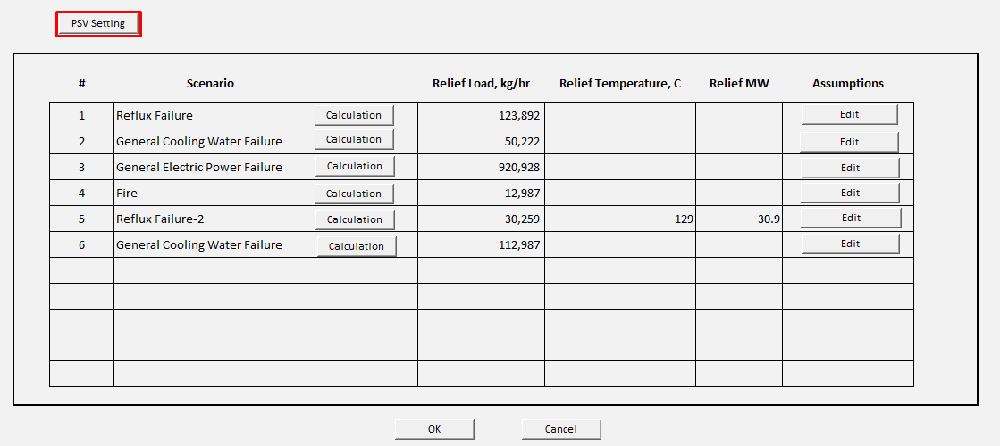 PSV Setting
# Scenario Relief Load, kg/hr Relief Temperature, C Relief MW Assumptions
1 Reflux Failure Calculation 123,892 Edit
2 General Cooling Water Failure Calculation 50,222 Edit
3 General Electric Power Failure Calculation 920,928 Edit
4 Fire Calculation 12,987 Edit
5 Reflux Failure-2 Calculation 30,259 129 30.9 Edit
6 General Cooling Water Failure Calculation 112,987 Edit
OK Cancel